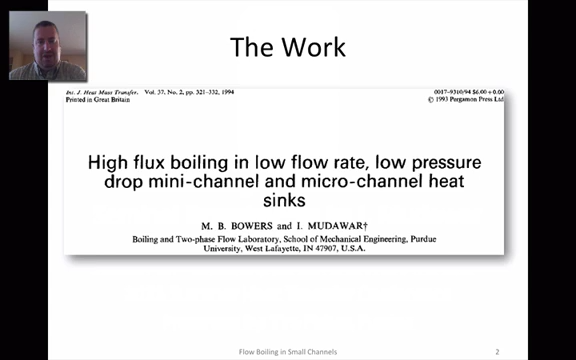 The Work
Int. J. Heat Mass Transfer. Vol. 37, No. 2, pp. 321-332, 1994
Printed in Great Britain
0017-9310/94 $6.00+0.00
© 1993 Pergamon Press Ltd
High flux boiling in low flow rate, low pressure
drop mini-channel and micro-channel heat
sinks
M. B. BOWERS and I. MUDAWAR†
Boiling and Two-phase Flow Laboratory, School of Mechanical Engineering, Purdue
University, West Lafayette, IN 47907, U.S.A.
Flow Boiling in Small Channels
2